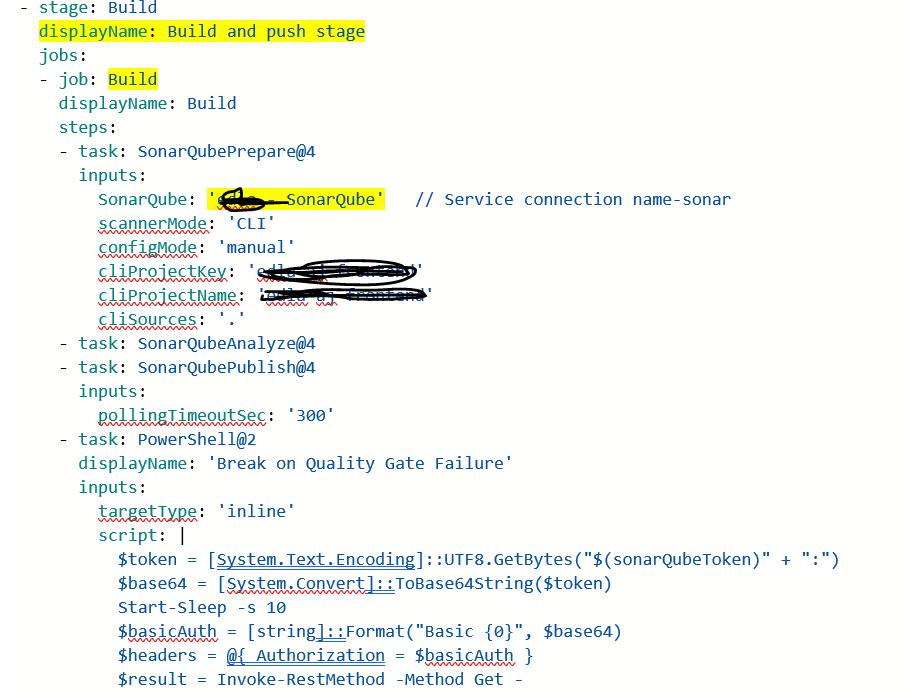 - stage: Build
displayName: Build and push stage
jobs:
- job: Build
displayName: Build
steps:
- task: SonarQubePrepare@4
inputs:
SonarQube: ' - SonarQube' // Service connection name-sonar
scannerMode: 'CLI'
configMode: 'manual'
cliProjectKey: ' '
cliProjectName: ' '
cliSources: '.'
- task: SonarQubeAnalyze@4
- task: SonarQubePublish@4
inputs:
pollingTimeoutSec: '300'
- task: PowerShell@2
displayName: 'Break on Quality Gate Failure'
inputs:
targetType: 'inline'
script: |
$token = [System.Text.Encoding]::UTF8.GetBytes("$(sonarQubeToken)" + ":")
$base64 = [System.Convert]::ToBase64String($token)
Start-Sleep -s 10
$basicAuth = [string]::Format("Basic {0}", $base64)
$headers = @{ Authorization = $basicAuth }
$result = Invoke-RestMethod -Method Get -